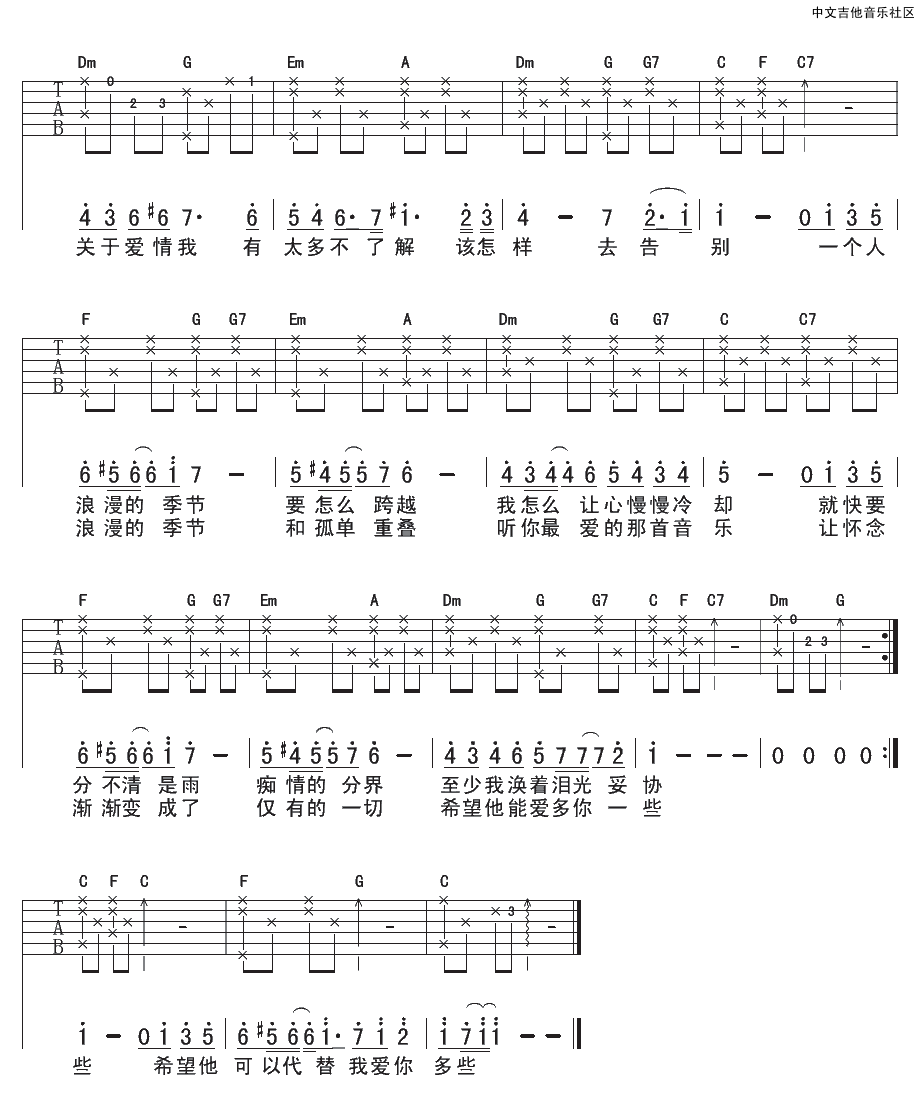 中文吉他音乐社区
Dm G Em A Dm G G7 C F C7
T A B 0 2 3 1
4 3 6 #6 7· 6 5 4 6· 7 #1· 2 3 4 - 7 2· 1 1 - 0 1 3 5
关于爱情我 有 太多不了解 该怎样 去告 别 一个人
F G G7 Em A Dm G G7 C C7
T A B
6 #5 6 6 1 7 - 5 #4 5 5 7 6 - 4 3 4 4 6 5 4 3 4 5 - 0 1 3 5
浪漫的 季节 要怎么 跨越 我怎么 让心慢慢冷 却 就快要
浪漫的 季节 和孤单 重叠 听你最 爱的那首音 乐 让怀念
F G G7 Em A Dm G G7 C F C7 Dm G
T A B 0 2 3
6 #5 6 6 1 7 - 5 #4 5 5 7 6 - 4 3 4 6 5 7 7 7 2 1 - - - 0 0 0 0
分 不清 是雨 痴情的 分界 至少我涣着泪光 妥 协
渐 渐变 成了 仅有的 一切 希望他能爱多你 一 些
C F C F G C
T A B 3
1 - 0 1 3 5 6 #5 6 6 1· 7 1 2 1 7 1 1 - -
些 希望他 可以代 替 我爱你 多些